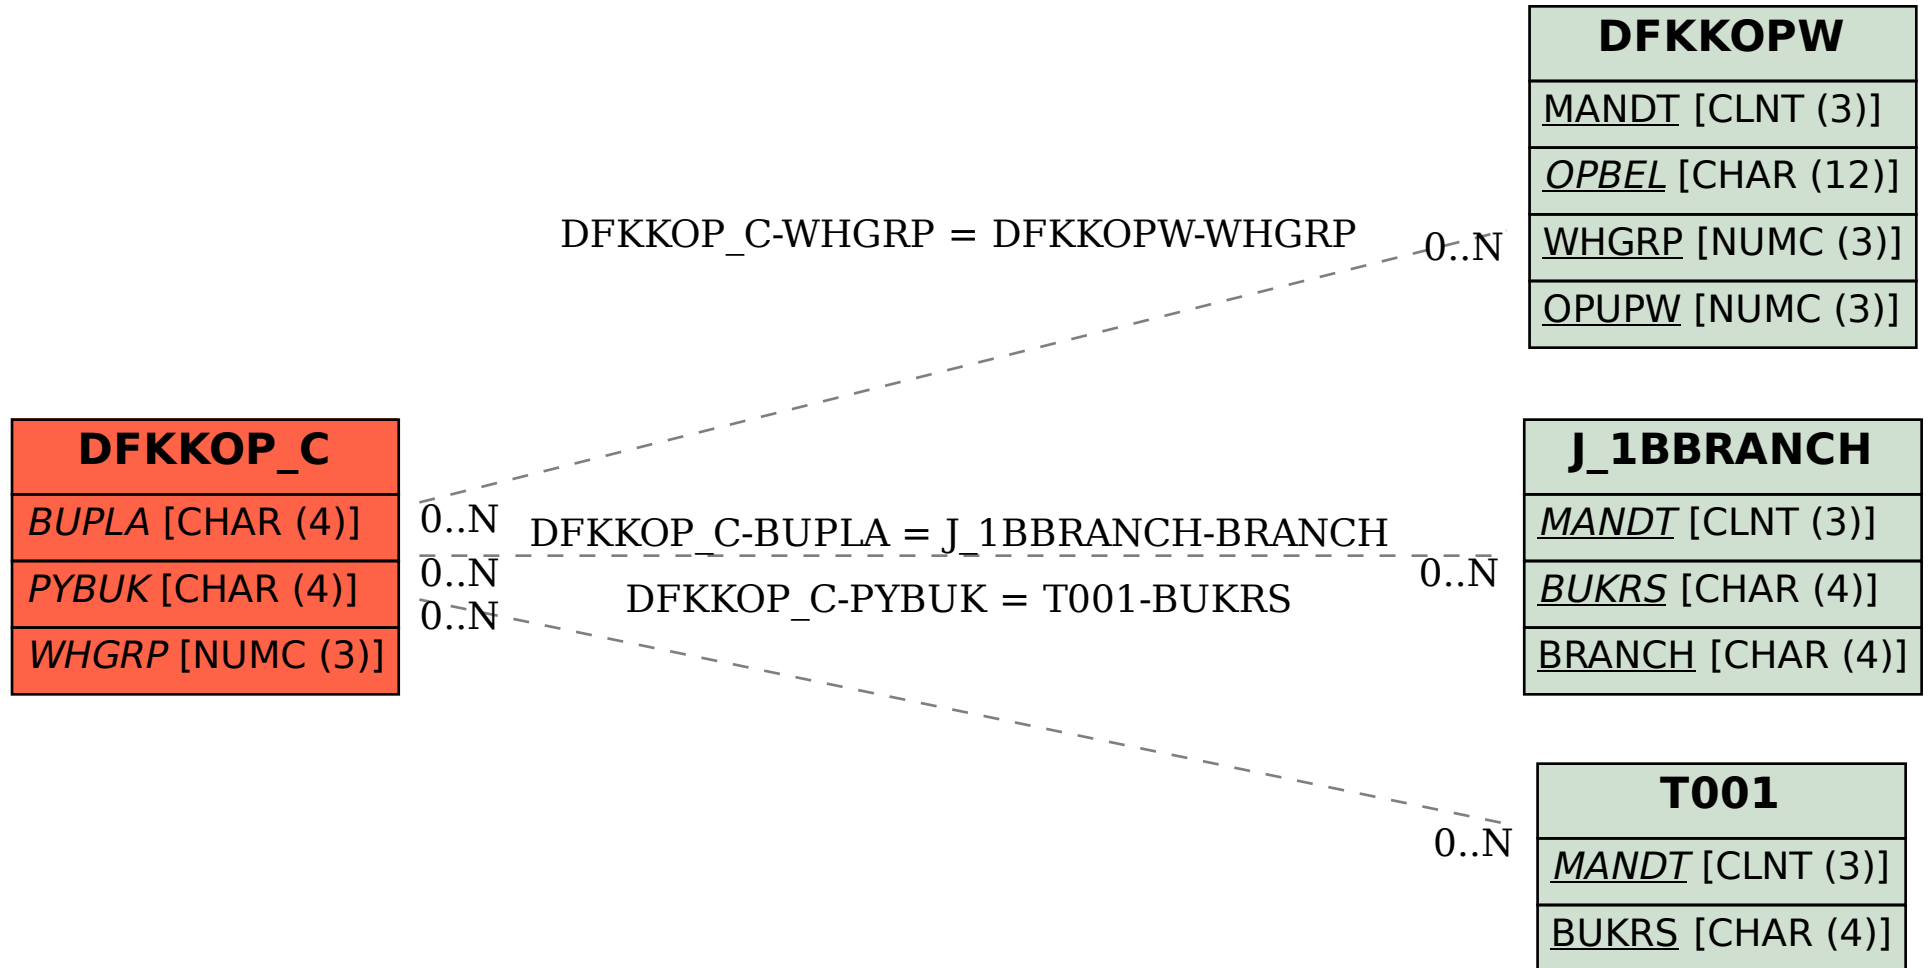 DFKKOPW
MANDT [CLNT (3)]
OPBEL [CHAR (12)]
WHGRP [NUMC (3)]
OPUPW [NUMC (3)]
DFKKOP_C-WHGRP = DFKKOPW-WHGRP
0..N
DFKKOP_C
BUPLA [CHAR (4)]
PYBUK [CHAR (4)]
WHGRP [NUMC (3)]
0..N
DFKKOP_C-BUPLA = J_1BBRANCH-BRANCH
0..N
0..N
DFKKOP_C-PYBUK = T001-BUKRS
0..N
J_1BBRANCH
MANDT [CLNT (3)]
BUKRS [CHAR (4)]
BRANCH [CHAR (4)]
0..N
T001
MANDT [CLNT (3)]
BUKRS [CHAR (4)]